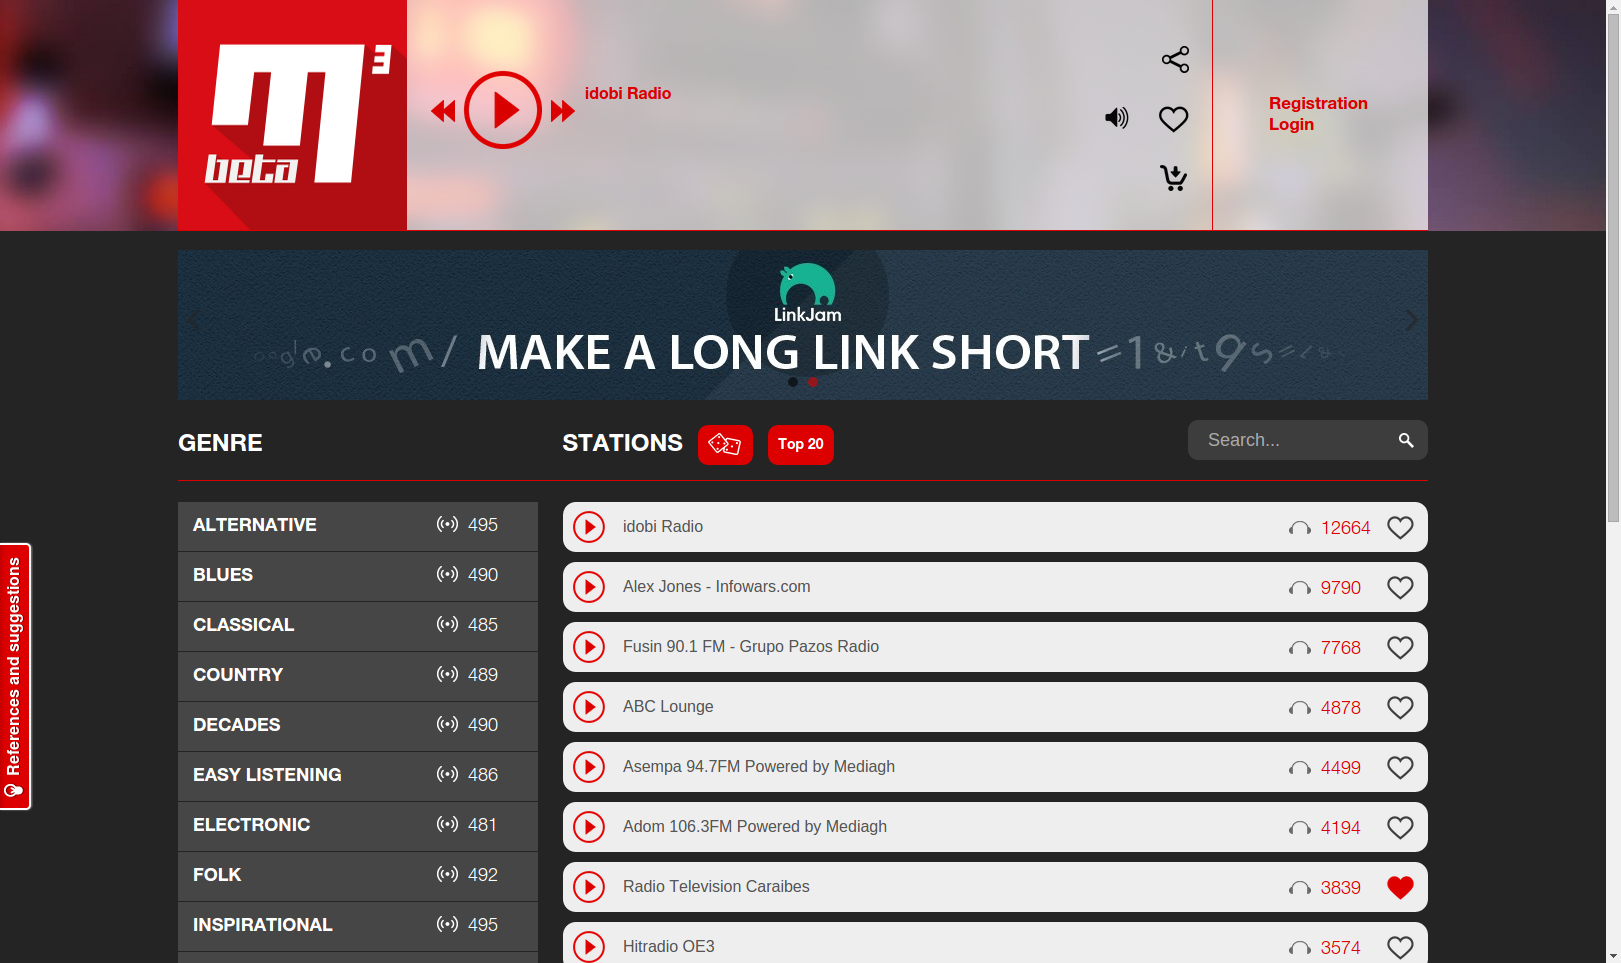 m3
beta
idobi Radio
Registration
Login
LinkJam
oogle.com/ MAKE A LONG LINK SHORT =1&it9s=1&
GENRE
STATIONS
Top 20
Search...
ALTERNATIVE 495
BLUES 490
CLASSICAL 485
COUNTRY 489
DECADES 490
EASY LISTENING 486
ELECTRONIC 481
FOLK 492
INSPIRATIONAL 495
idobi Radio 12664
Alex Jones - Infowars.com 9790
Fusin 90.1 FM - Grupo Pazos Radio 7768
ABC Lounge 4878
Asempa 94.7FM Powered by Mediagh 4499
Adom 106.3FM Powered by Mediagh 4194
Radio Television Caraibes 3839
Hitradio OE3 3574
References and suggestions